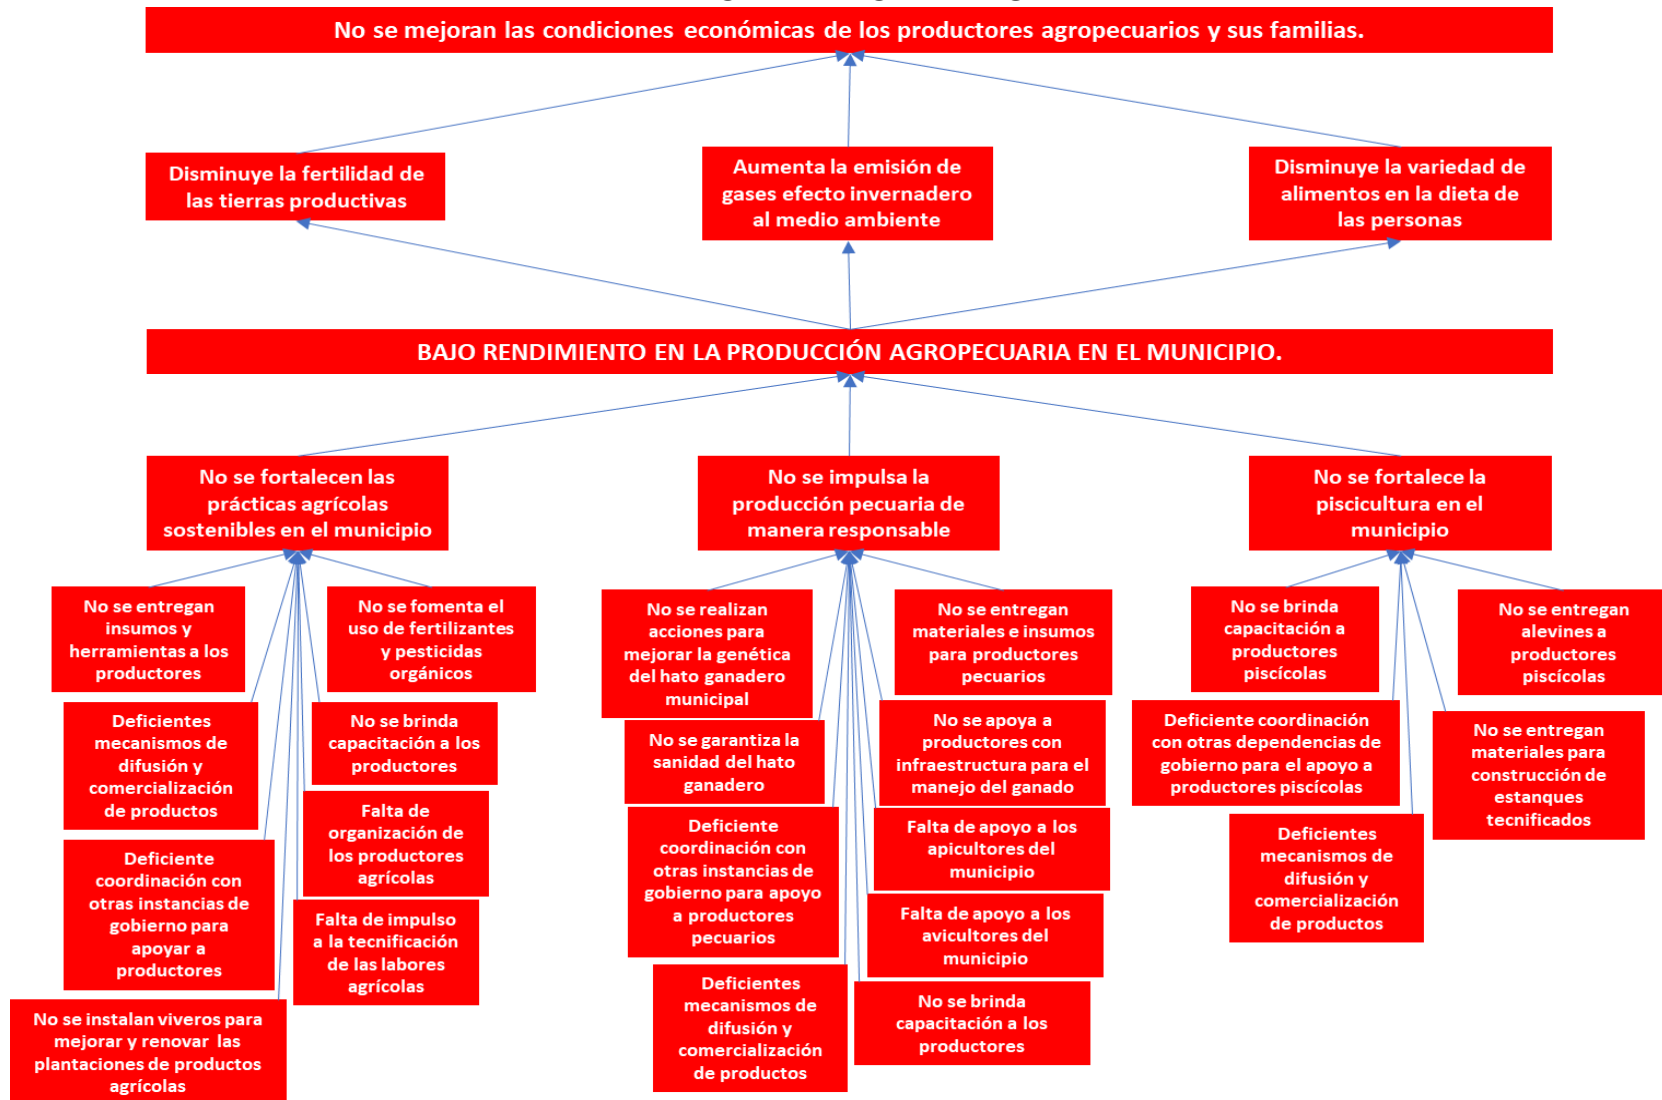 No se mejoran las condiciones económicas de los productores agropecuarios y sus familias.
Disminuye la fertilidad de
las tierras productivas
Aumenta la emisión de
gases efecto invernadero
al medio ambiente
Disminuye la variedad de
alimentos en la dieta de
las personas
BAJO RENDIMIENTO EN LA PRODUCCIÓN AGROPECUARIA EN EL MUNICIPIO.
No se fortalecen las
prácticas agrícolas
sostenibles en el municipio
No se impulsa la
producción pecuaria de
manera responsable
No se fortalece la
piscicultura en el
municipio
No se entregan
insumos y
herramientas a los
productores
No se fomenta el
uso de fertilizantes
y pesticidas
orgánicos
Deficientes
mecanismos de
difusión y
comercialización
de productos
No se brinda
capacitación a los
productores
Falta de
organización de
los productores
agrícolas
Deficiente
coordinación con
otras instancias de
gobierno para
apoyar a
productores
Falta de impulso
a la tecnificación
de las labores
agrícolas
No se instalan viveros para
mejorar y renovar las
plantaciones de productos
agrícolas
No se realizan
acciones para
mejorar la genética
del hato ganadero
municipal
No se entregan
materiales e insumos
para productores
pecuarios
No se garantiza la
sanidad del hato
ganadero
No se apoya a
productores con
infraestructura para el
manejo del ganado
Deficiente
coordinación con
otras instancias de
gobierno para apoyo
a productores
pecuarios
Falta de apoyo a los
apicultores del
municipio
Falta de apoyo a los
avicultores del
municipio
Deficientes
mecanismos de
difusión y
comercialización
de productos
No se brinda
capacitación a los
productores
No se brinda
capacitación a
productores
piscícolas
No se entregan
alevines a
productores
piscícolas
Deficiente coordinación
con otras dependencias de
gobierno para el apoyo a
productores piscícolas
No se entregan
materiales para
construcción de
estanques
tecnificados
Deficientes
mecanismos de
difusión y
comercialización
de productos